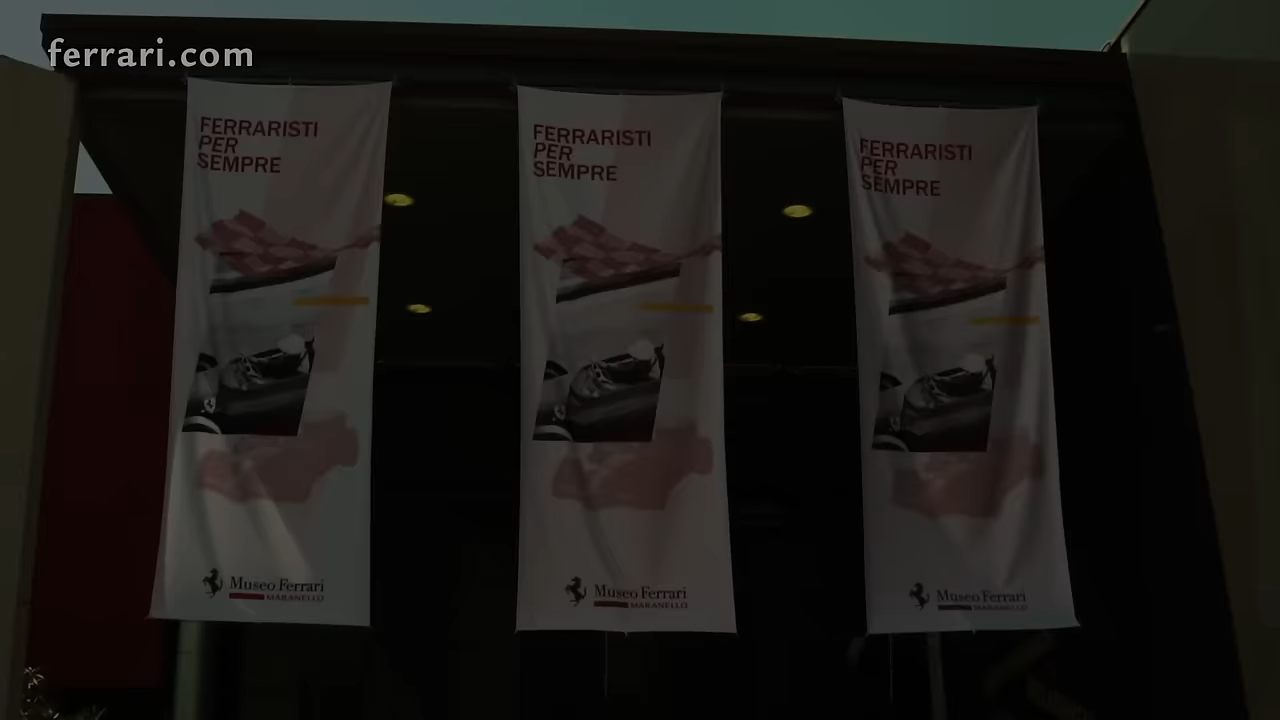 ferrari.com
FERRARISTI
PER
SEMPRE
Museo Ferrari
MARANELLO
FERRARISTI
PER
SEMPRE
Museo Ferrari
MARANELLO
FERRARISTI
PER
SEMPRE
Museo Ferrari
MARANELLO